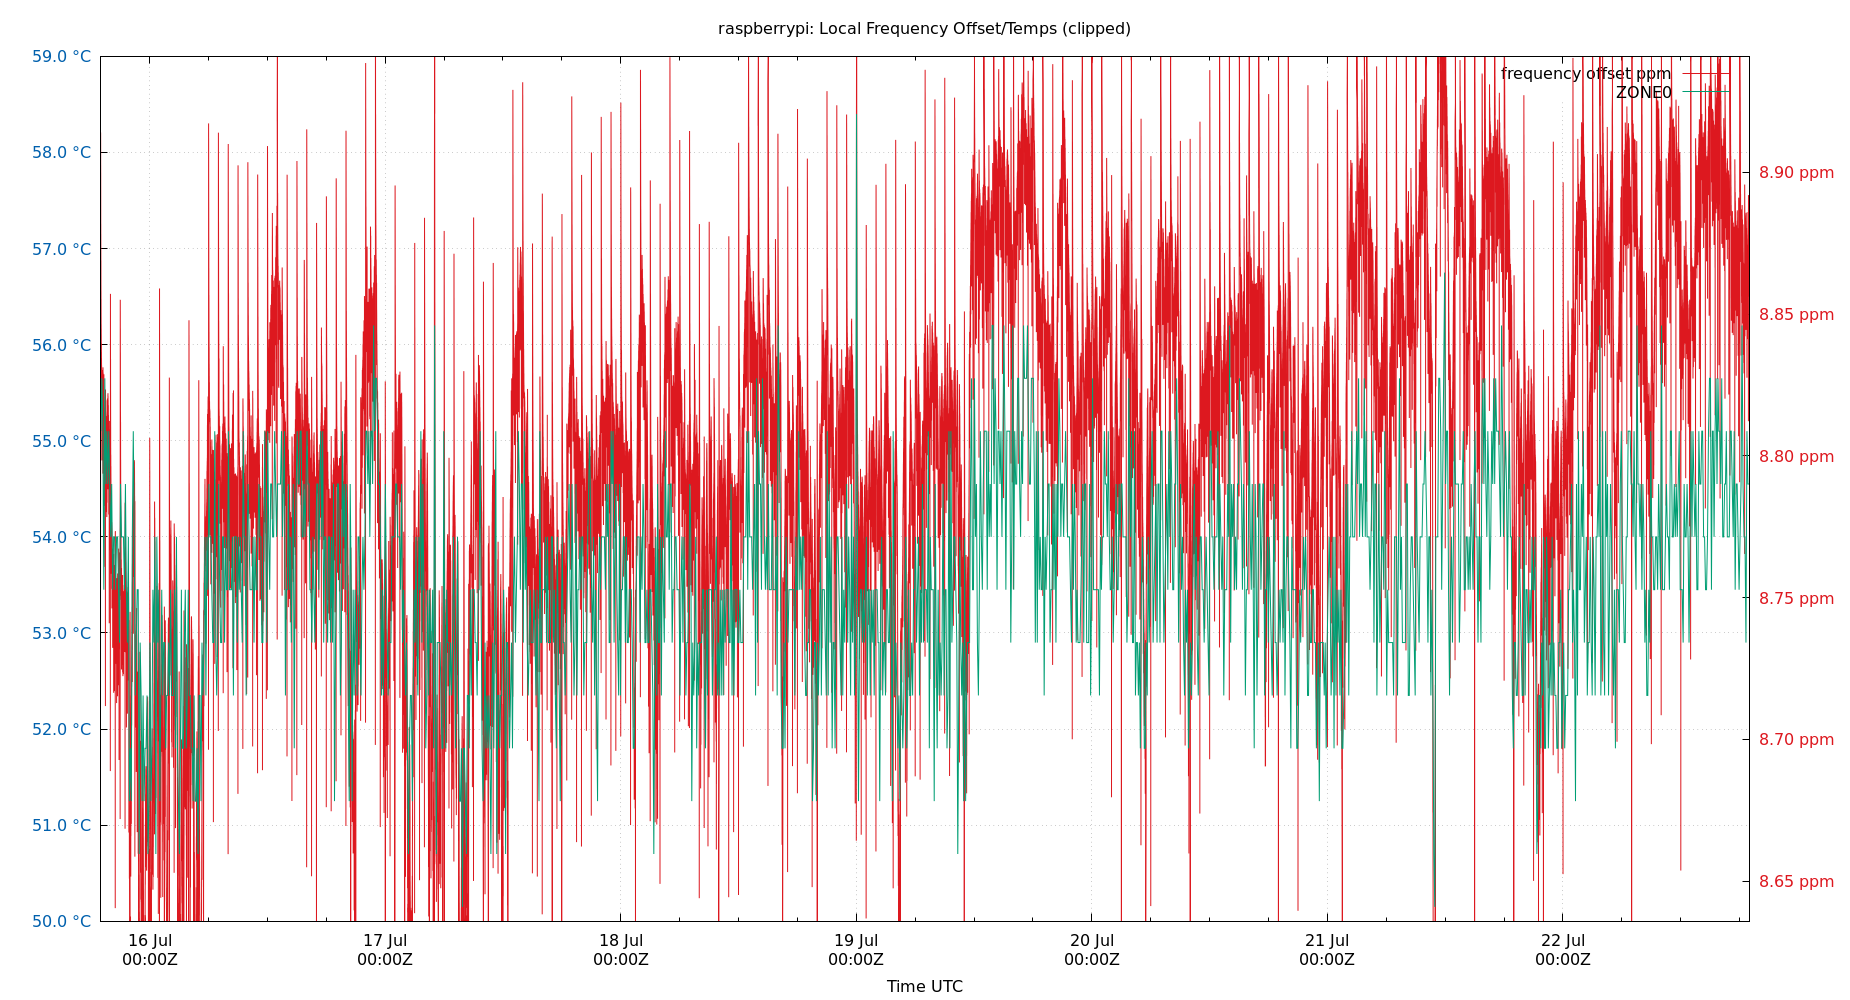 raspberrypi: Local Frequency Offset/Temps (clipped)
59.0 °C
58.0 °C
57.0 °C
56.0 °C
55.0 °C
54.0 °C
53.0 °C
52.0 °C
51.0 °C
50.0 °C
frequency offset ppm
ZONE0
8.90 ppm
8.85 ppm
8.80 ppm
8.75 ppm
8.70 ppm
8.65 ppm
16 Jul 17 Jul 18 Jul 19 Jul 20 Jul 21 Jul 22 Jul
00:00Z 00:00Z 00:00Z 00:00Z 00:00Z 00:00Z 00:00Z
Time UTC